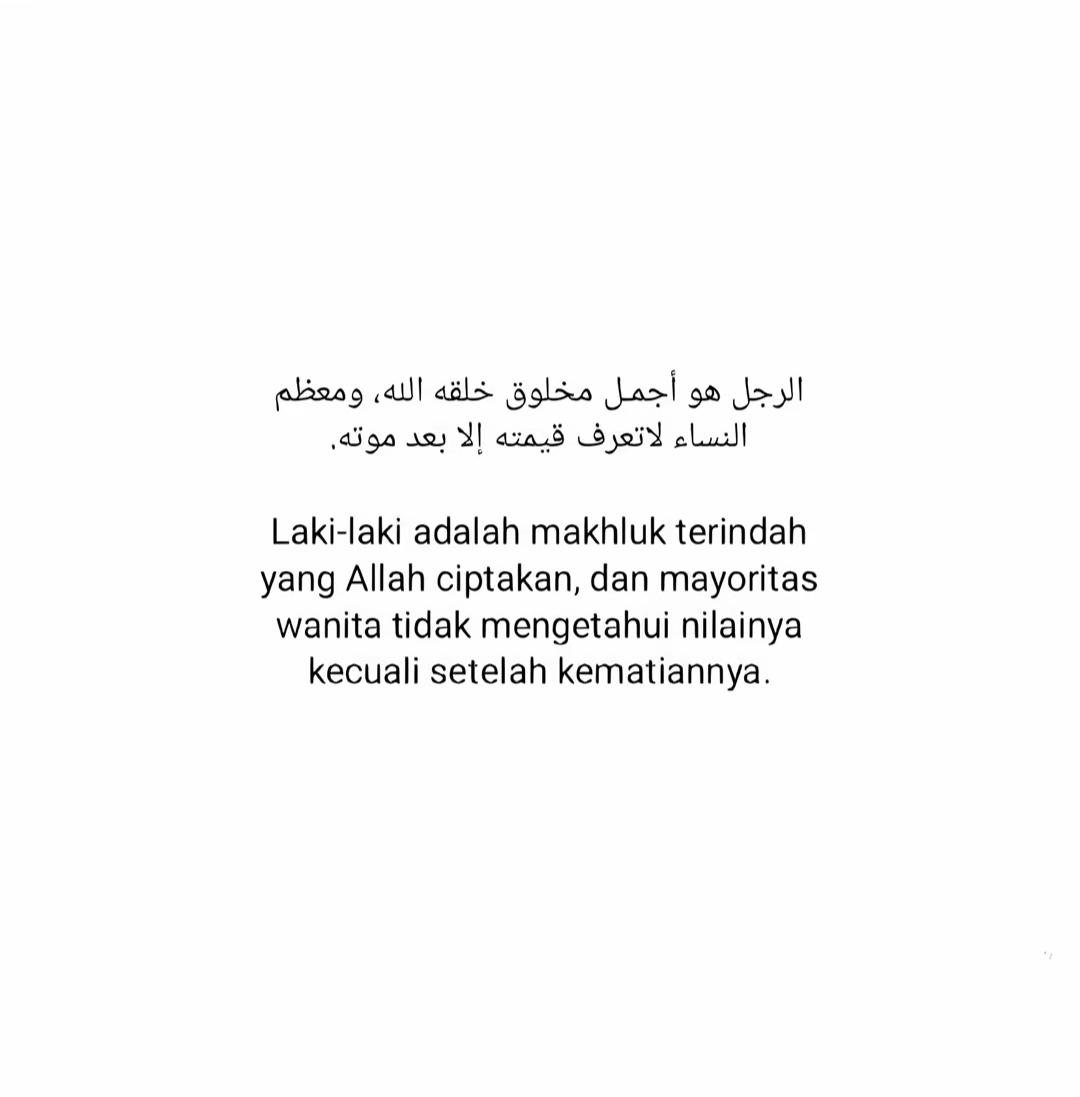 الرجل هو أجمل مخلوق خلقه الله، ومعظم
النساء لاتعرف قيمته إلا بعد موته.
Laki-laki adalah makhluk terindah
yang Allah ciptakan, dan mayoritas
wanita tidak mengetahui nilainya
kecuali setelah kematiannya.